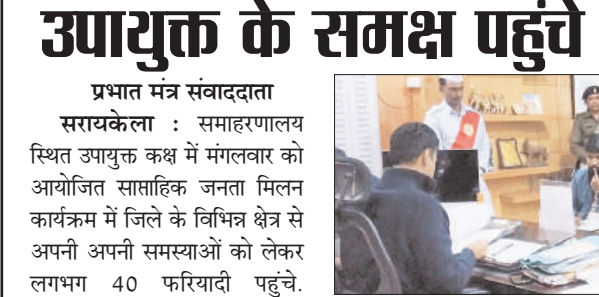 उपायुक्त के समक्ष पहुंचे
प्रभात मंत्र संवाददाता
सरायकेला : समाहरणालय
स्थित उपायुक्त कक्ष में मंगलवार को
आयोजित साप्ताहिक जनता मिलन
कार्यक्रम में जिले के विभिन्न क्षेत्र से
अपनी अपनी समस्याओं को लेकर
लगभग 40 फरियादी पहुंचे.